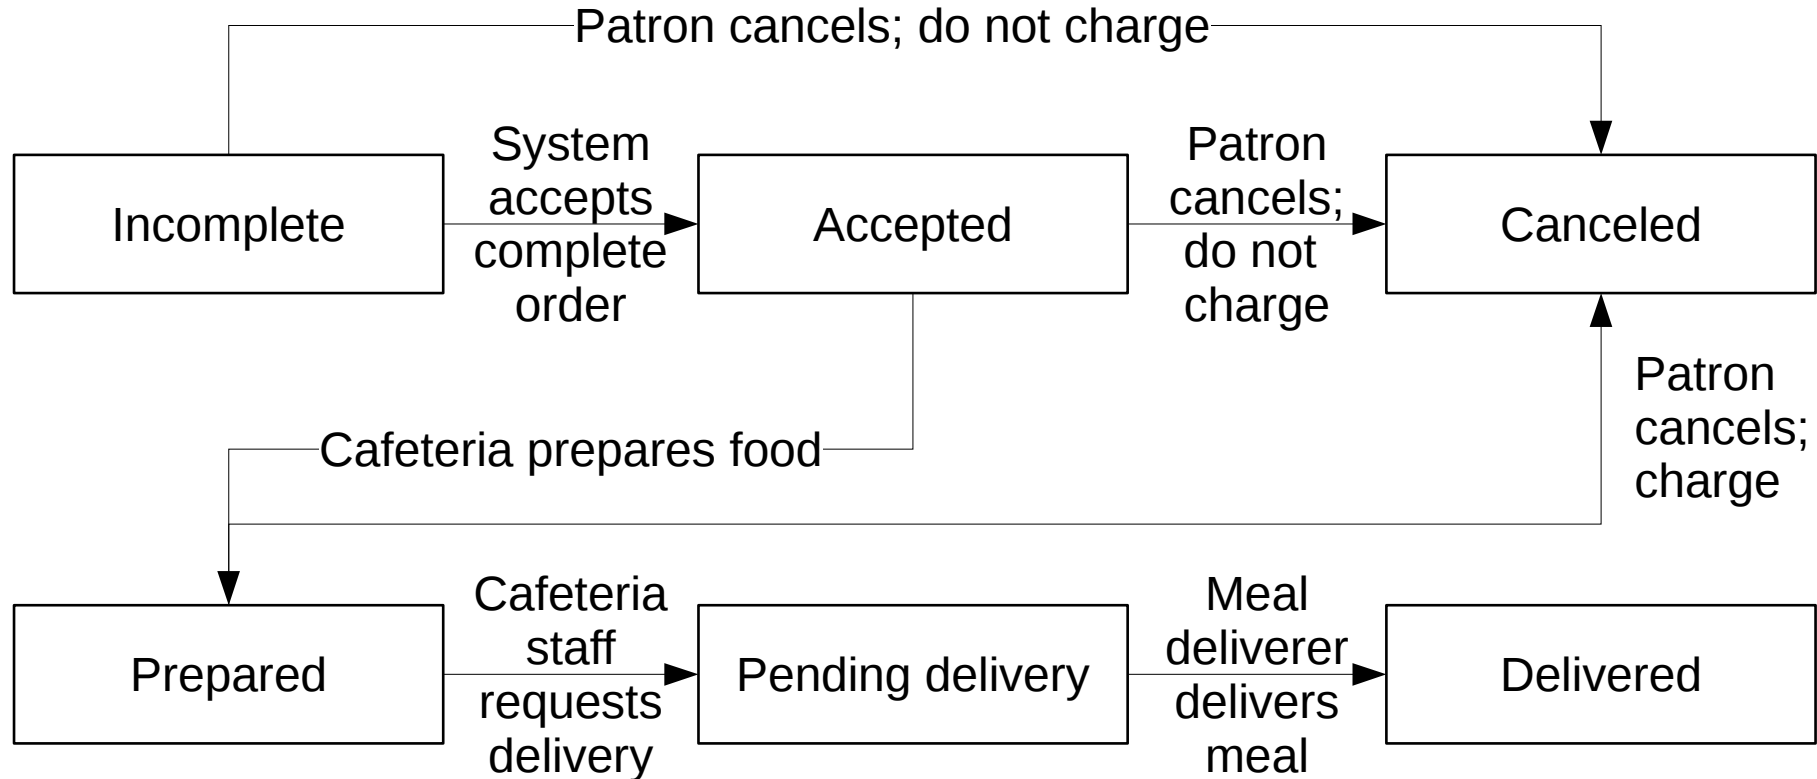 Patron cancels; do not charge
Incomplete
System
accepts
complete
order
Accepted
Patron
cancels;
do not
charge
Canceled
Patron
cancels;
charge
Cafeteria prepares food
Prepared
Cafeteria
staff
requests
delivery
Pending delivery
Meal
deliverer
delivers
meal
Delivered